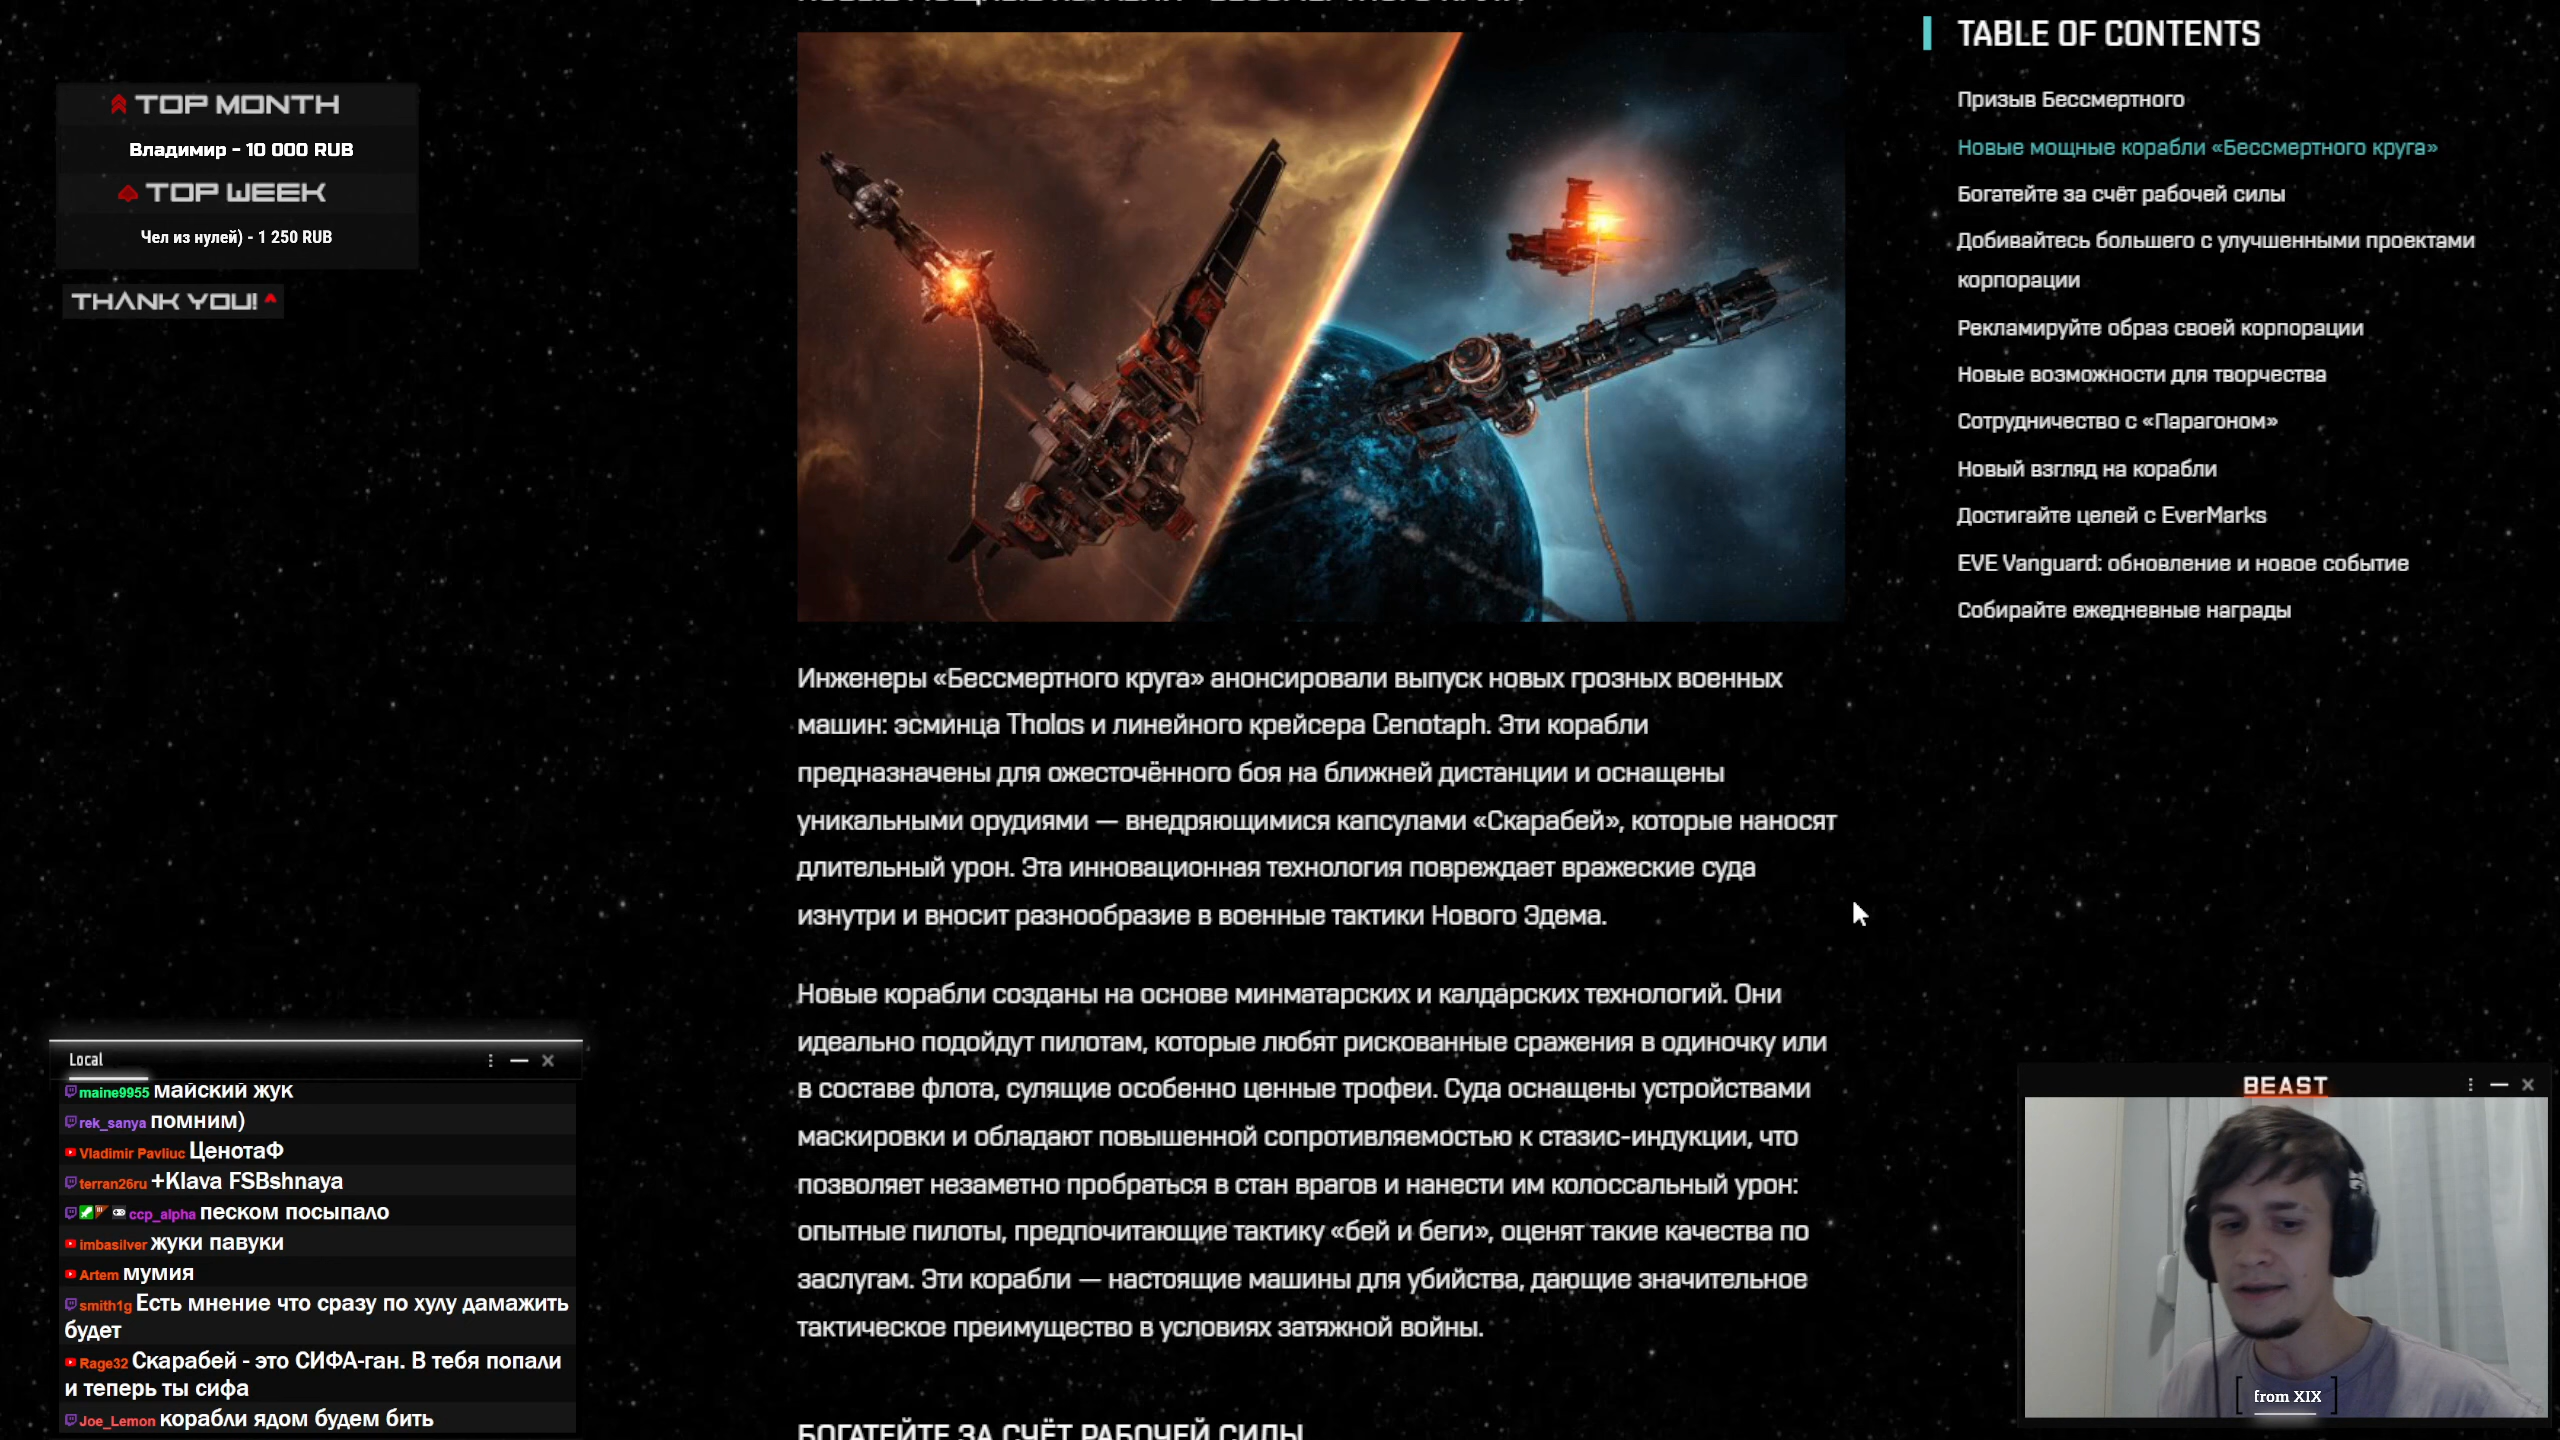 TOP MONTH
Владимир - 10 000 RUB
TOP WEEK
Чел из нулей) - 1 250 RUB
THANK YOU!
Инженеры «Бессмертного круга» анонсировали выпуск новых грозных военных
машин: эсминца Tholos и линейного крейсера Cenotaph. Эти корабли
предназначены для ожесточённого боя на ближней дистанции и оснащены
уникальными орудиями — внедряющимися капсулами «Скарабей», которые наносят
длительный урон. Эта инновационная технология повреждает вражеские суда
изнутри и вносит разнообразие в военные тактики Нового Эдема.
Новые корабли созданы на основе минматарских и калдарских технологий. Они
идеально подойдут пилотам, которые любят рискованные сражения в одиночку или
в составе флота, сулящие особенно ценные трофеи. Суда оснащены устройствами
маскировки и обладают повышенной сопротивляемостью к стазис-индукции, что
позволяет незаметно пробраться в стан врагов и нанести им колоссальный урон:
опытные пилоты, предпочитающие тактику «бей и беги», оценят такие качества по
заслугам. Эти корабли — настоящие машины для убийства, дающие значительное
тактическое преимущество в условиях затяжной войны.
БОГАТЕЙТЕ ЗА СЧЁТ РАБОЧЕЙ СИЛЫ
TABLE OF CONTENTS
Призыв Бессмертного
Новые мощные корабли «Бессмертного круга»
Богатейте за счёт рабочей силы
Добивайтесь большего с улучшенными проектами
корпорации
Рекламируйте образ своей корпорации
Новые возможности для творчества
Сотрудничество с «Парагоном»
Новый взгляд на корабли
Достигайте целей с EverMarks
EVE Vanguard: обновление и новое событие
Собирайте ежедневные награды
Local
maine9955 майский жук
rek_sanya помним)
Vladimir Pavliuc ЦенотаФ
terran26ru +Klava FSBshnaya
ccp_alpha песком посыпало
imbasilver жуки павуки
Artem мумия
smith1g Есть мнение что сразу по хулу дамажить
будет
Rage32 Скарабей - это СИФА-ган. В тебя попали
и теперь ты сифа
Joe_Lemon корабли ядом будем бить
BEAST
from XIX